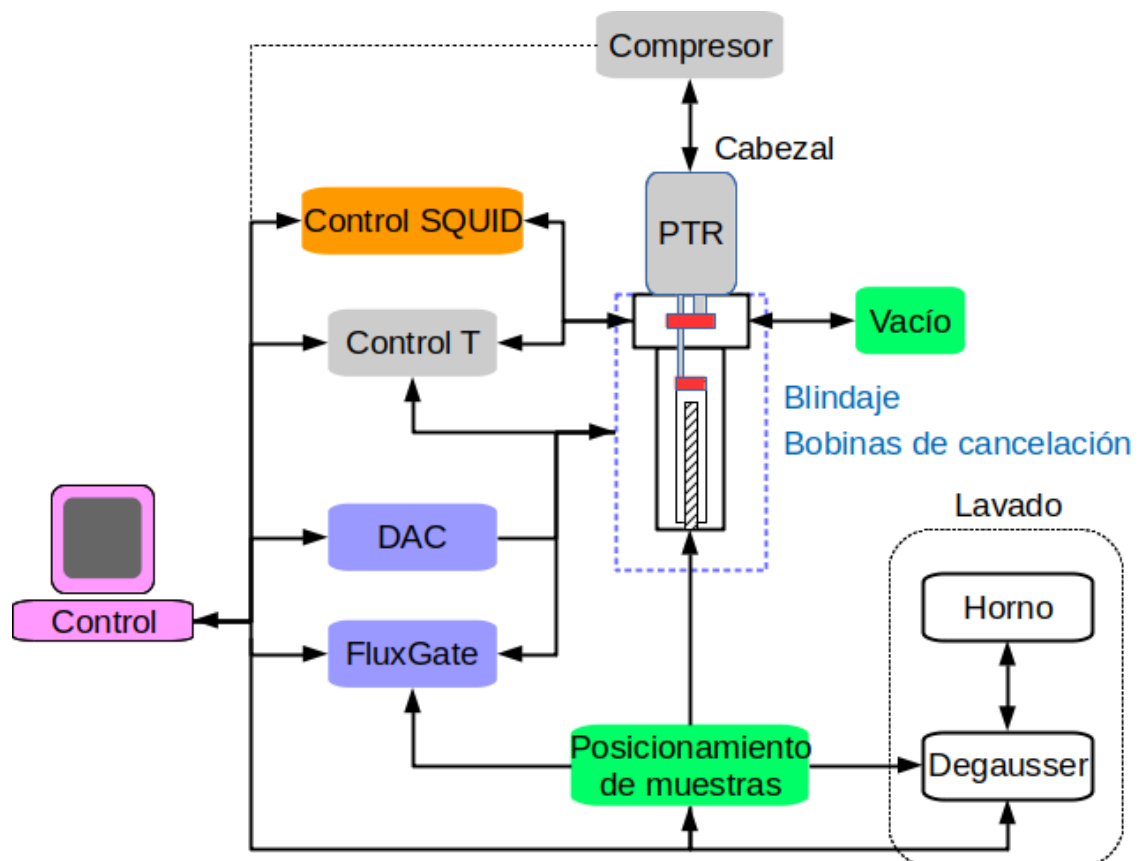 Compresor
Cabezal
Control SQUID
PTR
Control T
Vacío
Blindaje
Bobinas de cancelación
Lavado
DAC
Horno
Control
FluxGate
Posicionamiento
de muestras
Degausser